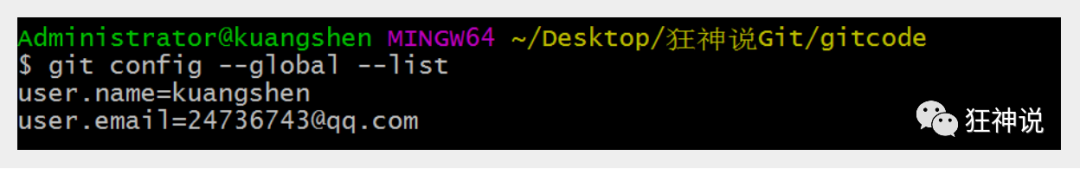 Administrator@kuangshen MINGW64 ~/Desktop/狂神说Git/gitcode
$ git config --global --list
user.name=kuangshen
user.email=24736743@qq.com
狂神说